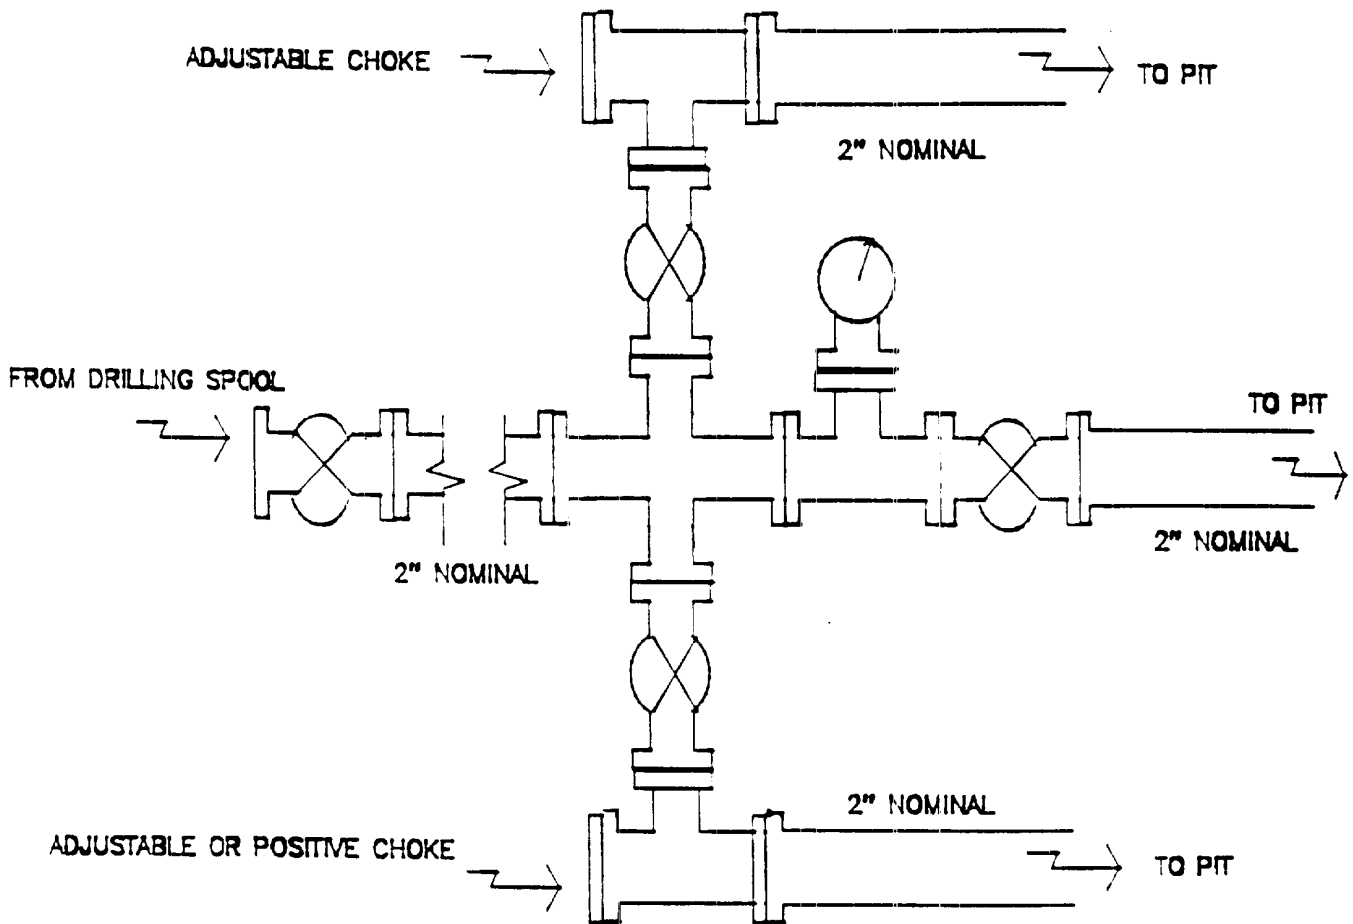 ADJUSTABLE CHOKE
TO PIT
2" NOMINAL
FROM DRILLING SPOOL
TO PIT
2" NOMINAL
2" NOMINAL
2" NOMINAL
ADJUSTABLE OR POSITIVE CHOKE
TO PIT